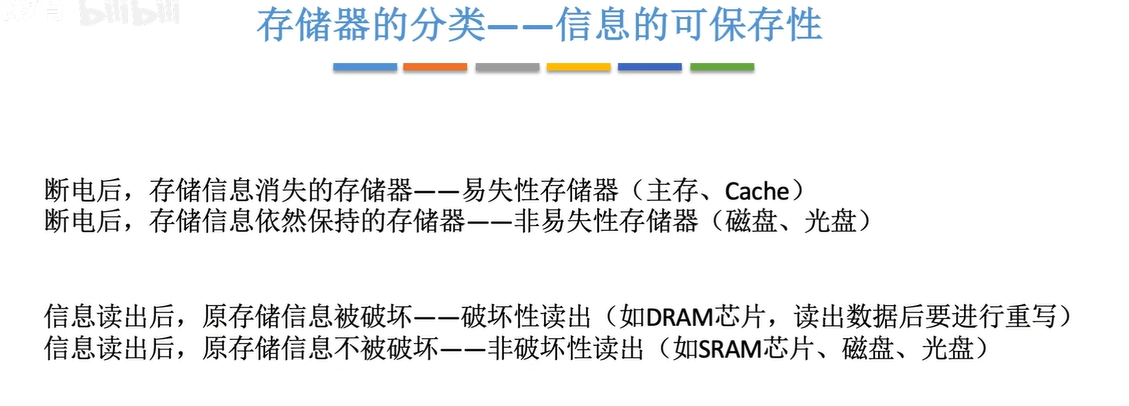 bilibili
存储器的分类——信息的可保存性
断电后，存储信息消失的存储器——易失性存储器（主存、Cache）
断电后，存储信息依然保持的存储器——非易失性存储器（磁盘、光盘）
信息读出后，原存储信息被破坏——破坏性读出（如DRAM芯片，读出数据后要进行重写）
信息读出后，原存储信息不被破坏——非破坏性读出（如SRAM芯片、磁盘、光盘）